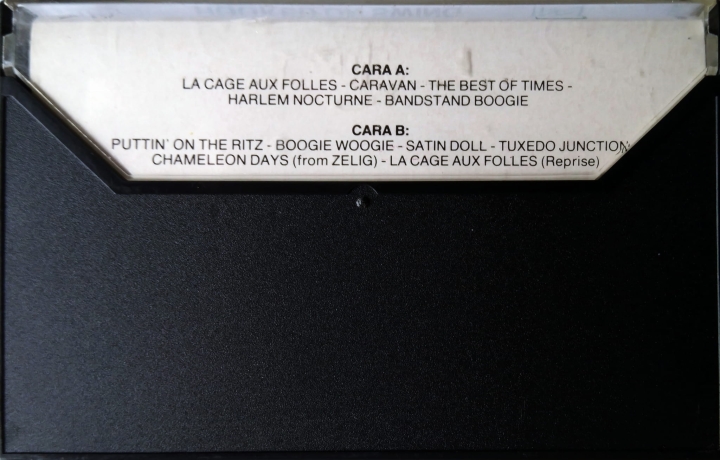 CARA A:
LA CAGE AUX FOLLES - CARAVAN - THE BEST OF TIMES -
HARLEM NOCTURNE - BANDSTAND BOOGIE
CARA B:
PUTTIN' ON THE RITZ - BOOGIE WOOGIE - SATIN DOLL - TUXEDO JUNCTION
CHAMELEON DAYS (from ZELIG) - LA CAGE AUX FOLLES (Reprise)